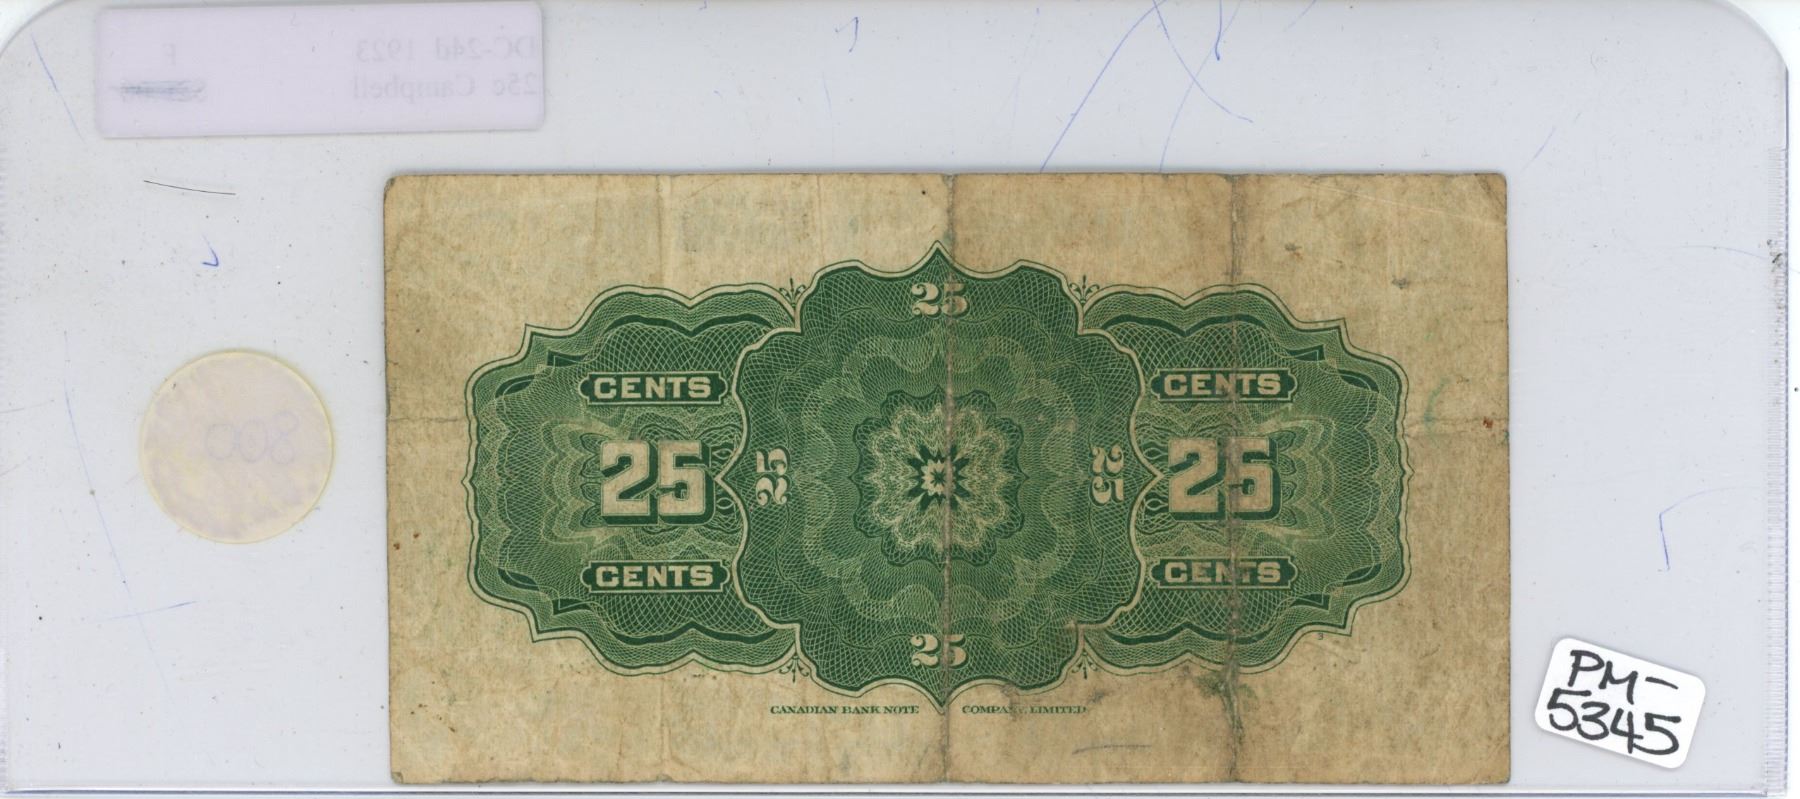 DC-24d 1923 F
25c Campbell
25
CENTS CENTS
25 25 25 25
CENTS CENTS
25
CANADIAN BANK NOTE COMPANY, LIMITED
3
800
PM-
5345